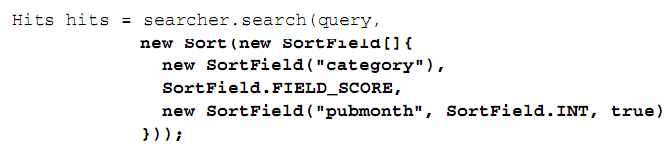 Hits hits = searcher.search(query,
new Sort(new SortField[]{
new SortField("category"),
SortField.FIELD_SCORE,
new SortField("pubmonth", SortField.INT, true)
}));